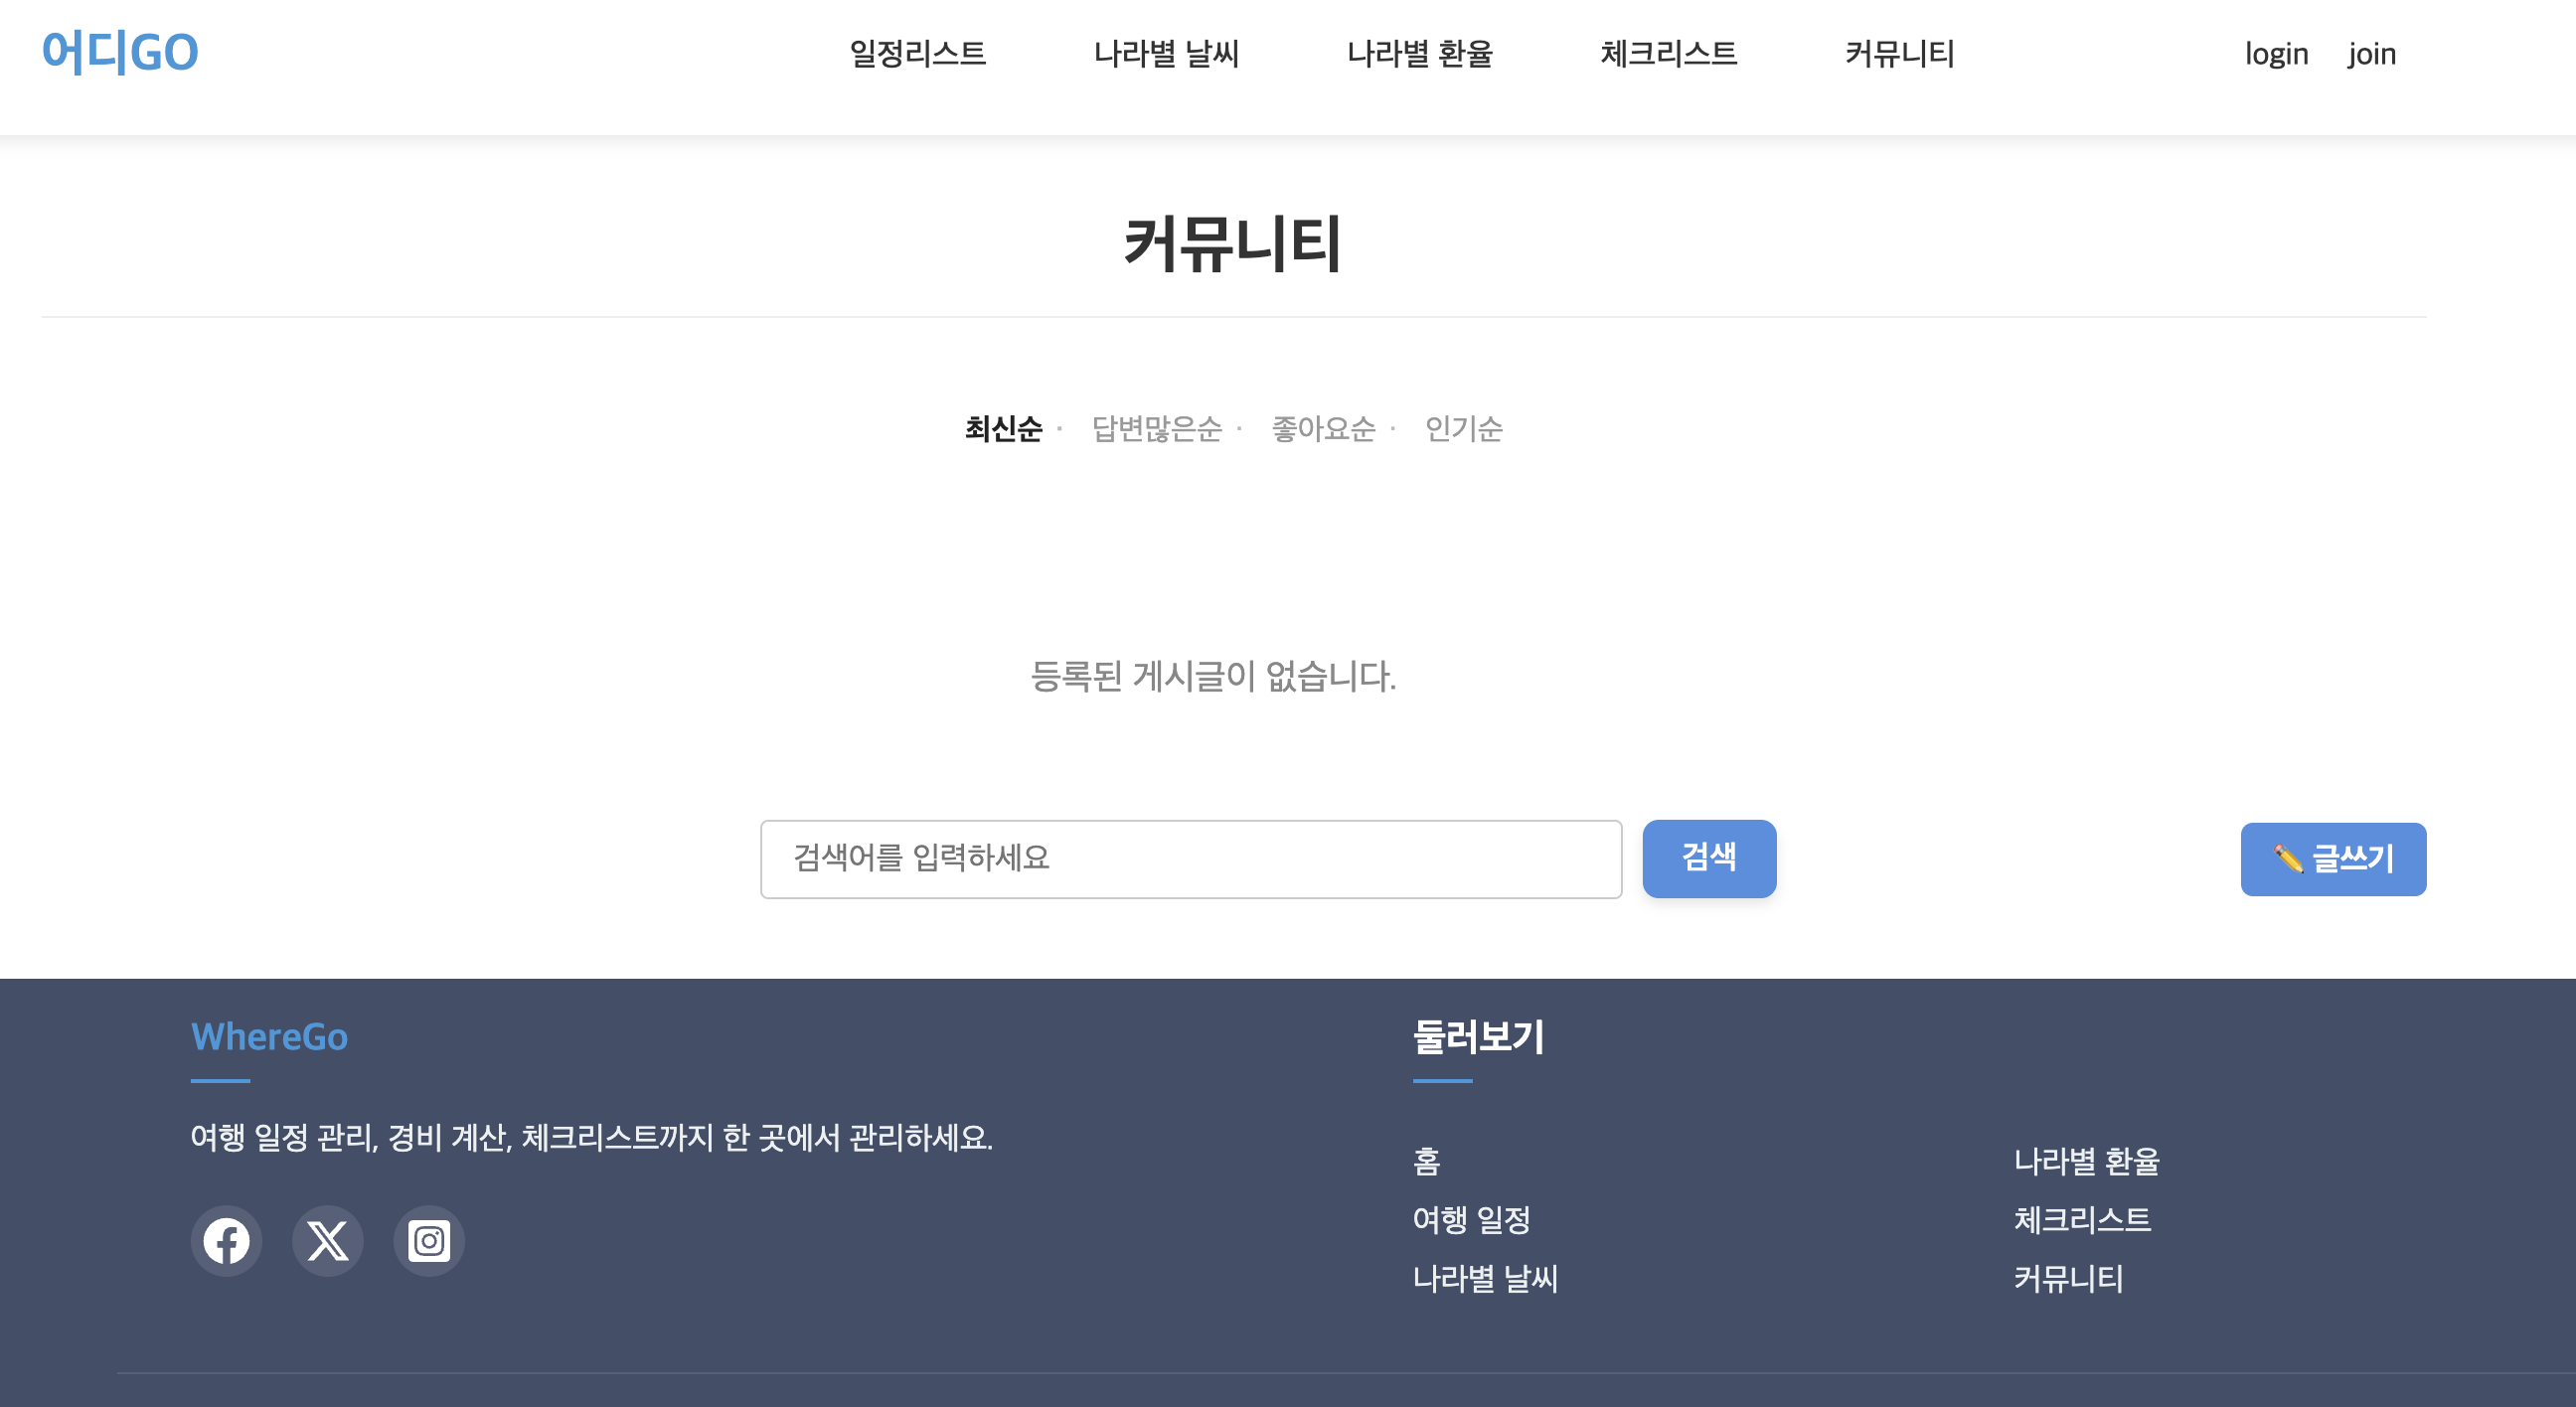 어디GO 일정리스트 나라별 날씨 나라별 환율 체크리스트 커뮤니티 login join
커뮤니티
최신순 · 답변많은순 · 좋아요순 · 인기순
등록된 게시글이 없습니다.
검색어를 입력하세요 검색 ✏️ 글쓰기
WhereGo
여행 일정 관리, 경비 계산, 체크리스트까지 한 곳에서 관리하세요.
둘러보기
홈
여행 일정
나라별 날씨
나라별 환율
체크리스트
커뮤니티